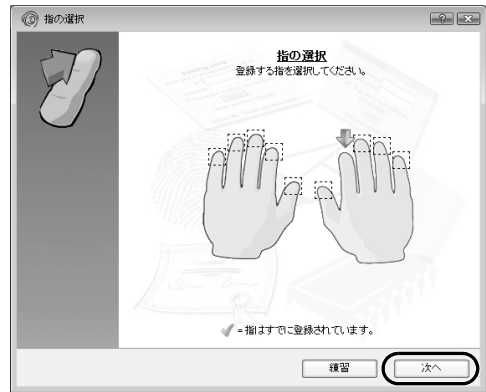 指の選択
指の選択
登録する指を選択してください。
✓ = 指はすでに登録されています。
練習
次へ